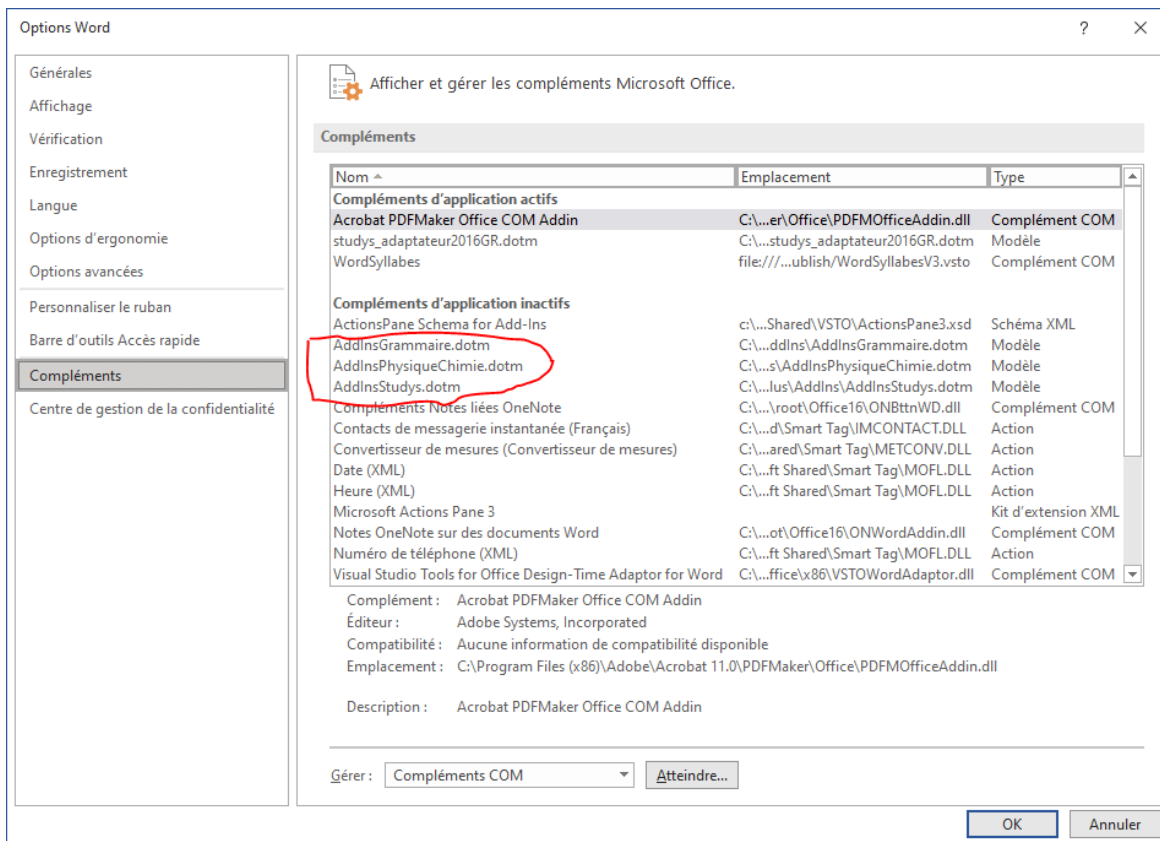 Options Word
?
Générales
Affichage
Vérification
Enregistrement
Langue
Options d'ergonomie
Options avancées
Personnaliser le ruban
Barre d'outils Accès rapide
Compléments
Centre de gestion de la confidentialité
Afficher et gérer les compléments Microsoft Office.
Compléments
Nom Emplacement Type
Compléments d'application actifs
Acrobat PDFMaker Office COM Addin C:\...er\Office\PDFMOfficeAddin.dll Complément COM
studys_adaptateur2016GR.dotm C:\...studys_adaptateur2016GR.dotm Modèle
WordSyllabes file:///...ublish/WordSyllabesV3.vsto Complément COM
Compléments d'application inactifs
ActionsPane Schema for Add-Ins c:\...Shared\VSTO\ActionsPane3.xsd Schéma XML
AddInsGrammaire.dotm C:\...ddIns\AddInsGrammaire.dotm Modèle
AddInsPhysiqueChimie.dotm C:\...s\AddInsPhysiqueChimie.dotm Modèle
AddInsStudys.dotm C:\...lus\AddIns\AddInsStudys.dotm Modèle
Compléments Notes liées OneNote C:\...\root\Office16\ONBttnWD.dll Complément COM
Contacts de messagerie instantanée (Français) C:\...d\Smart Tag\IMCONTACT.DLL Action
Convertisseur de mesures (Convertisseur de mesures) C:\...ared\Smart Tag\METCONV.DLL Action
Date (XML) C:\...ft Shared\Smart Tag\MOFL.DLL Action
Heure (XML) C:\...ft Shared\Smart Tag\MOFL.DLL Action
Microsoft Actions Pane 3 Kit d'extension XML
Notes OneNote sur des documents Word C:\...ot\Office16\ONWordAddin.dll Complément COM
Numéro de téléphone (XML) C:\...ft Shared\Smart Tag\MOFL.DLL Action
Visual Studio Tools for Office Design-Time Adaptor for Word C:\...ffice\x86\VSTOWordAdaptor.dll Complément COM
Complément : Acrobat PDFMaker Office COM Addin
Éditeur : Adobe Systems, Incorporated
Compatibilité : Aucune information de compatibilité disponible
Emplacement : C:\Program Files (x86)\Adobe\Acrobat 11.0\PDFMaker\Office\PDFMOfficeAddin.dll
Description : Acrobat PDFMaker Office COM Addin
Gérer : Compléments COM Atteindre...
OK Annuler